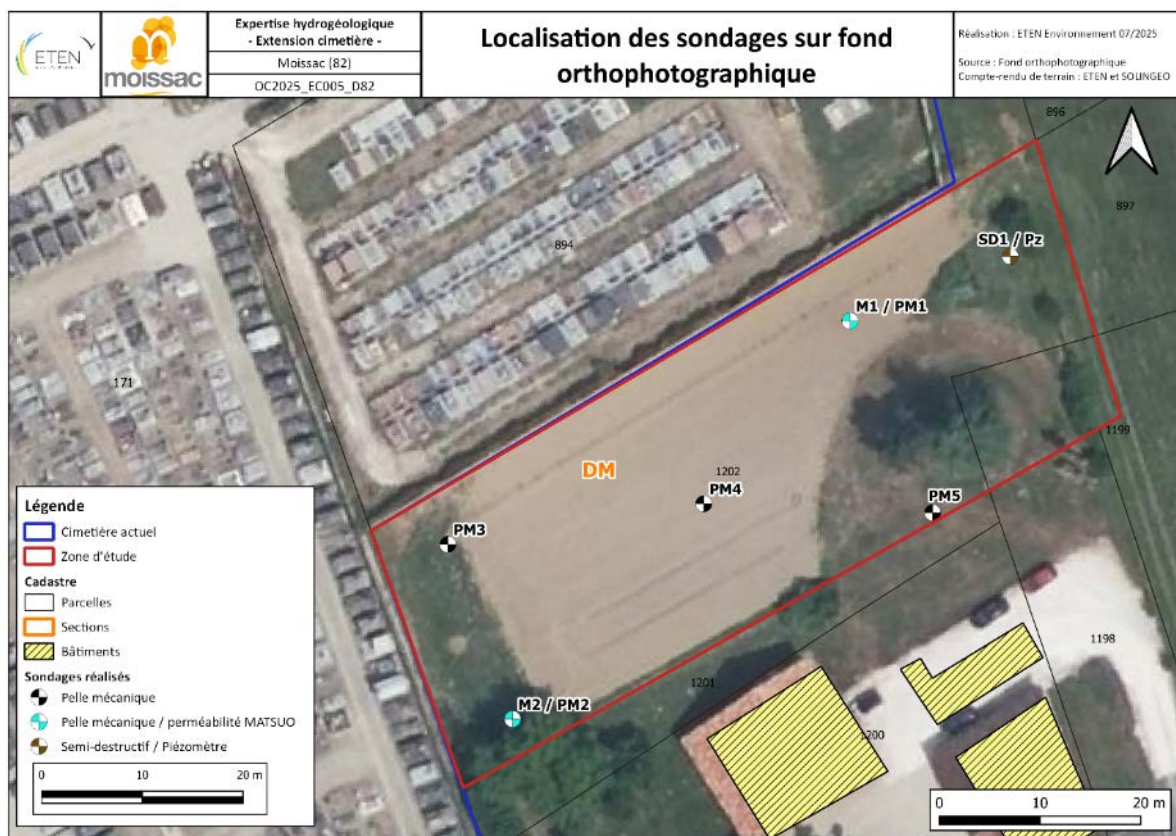 ETEN
moissac
Expertise hydrogéologique
- Extension cimetière -
Moissac (82)
OC2025_EC005_D82
Localisation des sondages sur fond
orthophotographique
Réalisation : ETEN Environnement 07/2025
Source : Fond orthophotographique
Compte-rendu de terrain : ETEN et SOLINGEO
896
897
SD1 / Pz
894
M1 / PM1
171
1199
DM
1202
PM4
PM5
PM3
1198
1201
M2 / PM2
1200
Légende
Cimetière actuel
Zone d'étude
Cadastre
Parcelles
Sections
Bâtiments
Sondages réalisés
Pelle mécanique
Pelle mécanique / perméabilité MATSUO
Semi-destructif / Piézomètre
0 10 20 m
0 10 20 m